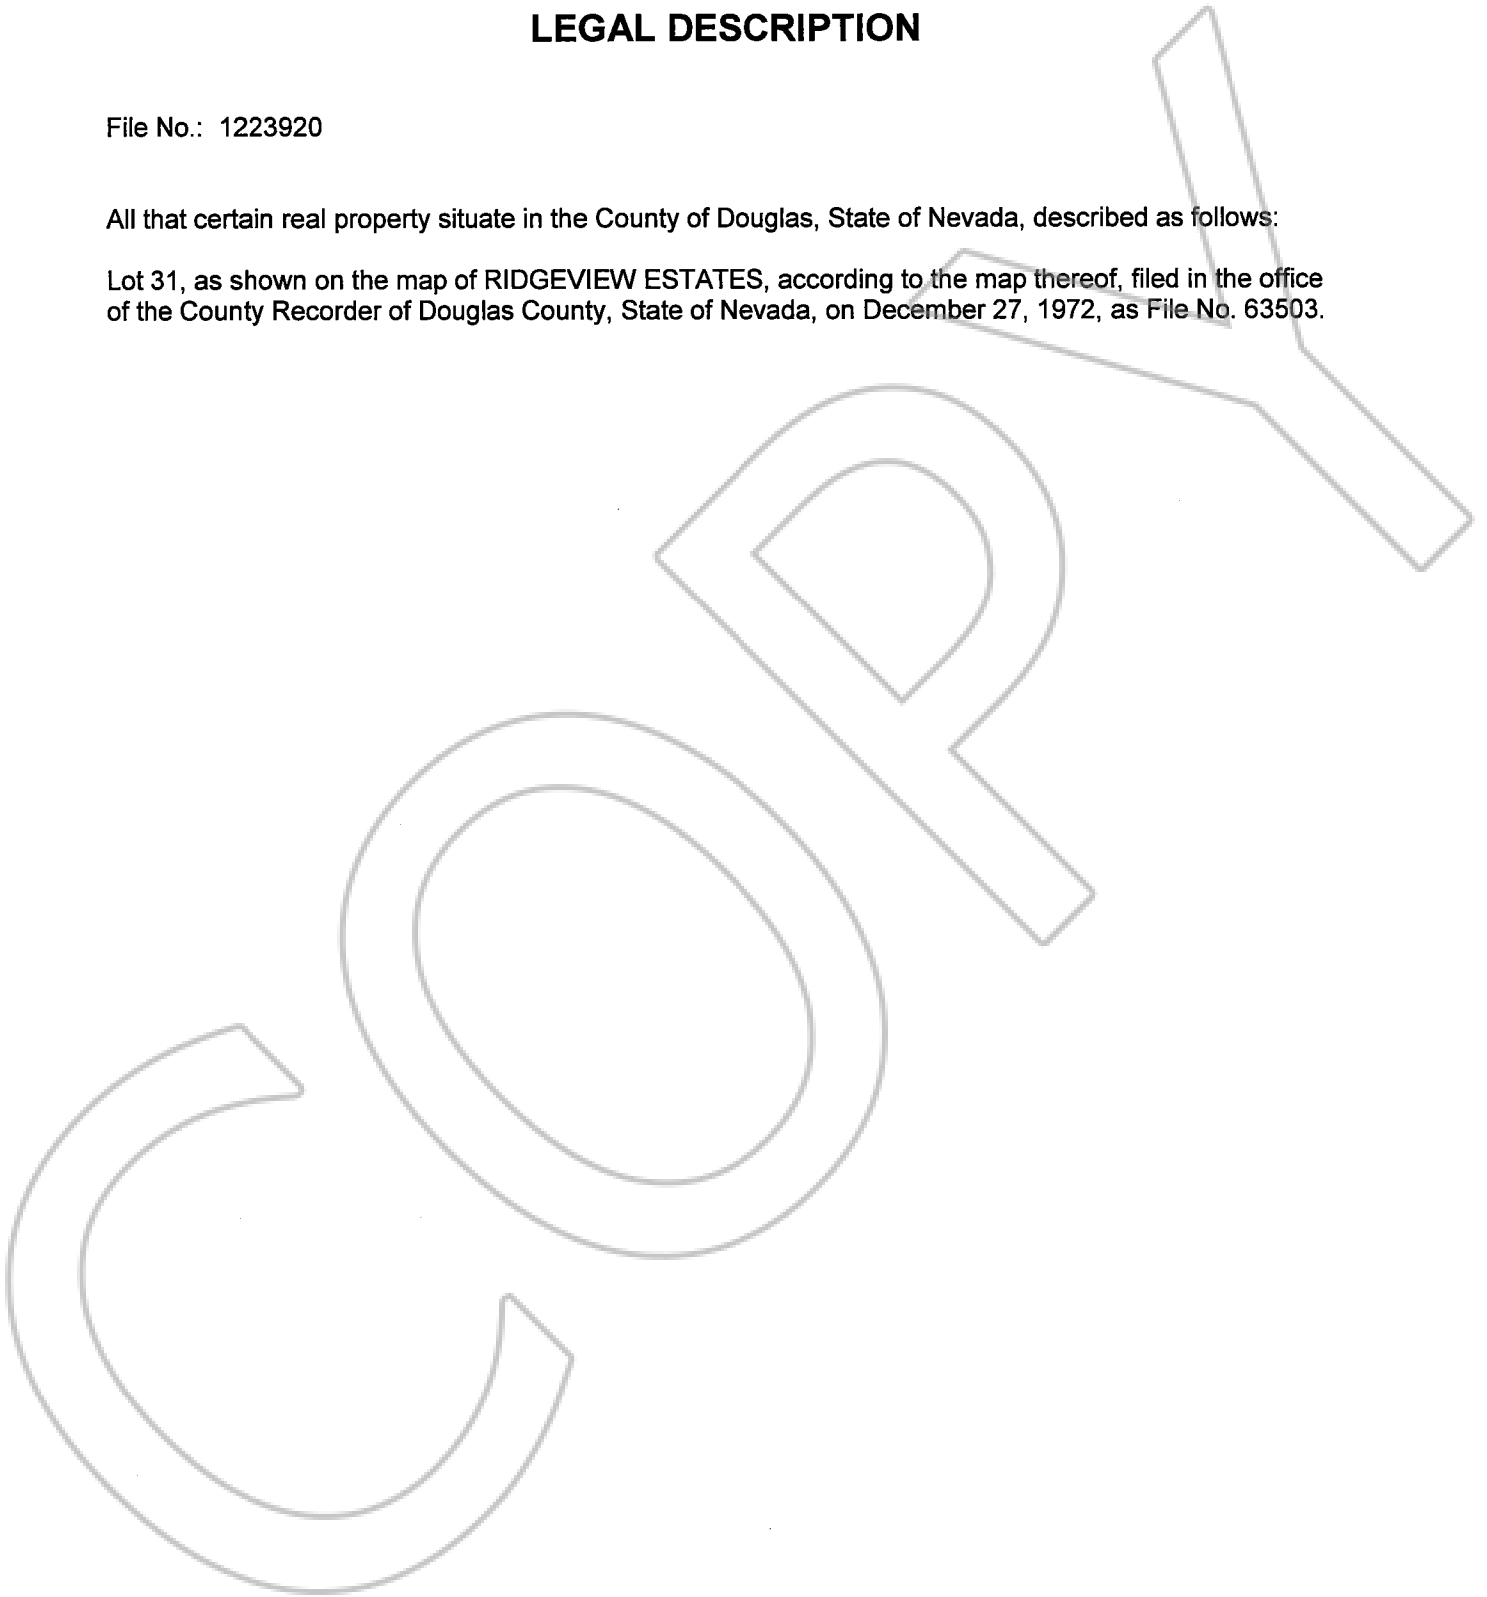 LEGAL DESCRIPTION
File No.: 1223920
All that certain real property situate in the County of Douglas, State of Nevada, described as follows:
Lot 31, as shown on the map of RIDGEVIEW ESTATES, according to the map thereof, filed in the office
of the County Recorder of Douglas County, State of Nevada, on December 27, 1972, as File No. 63503.
COPY